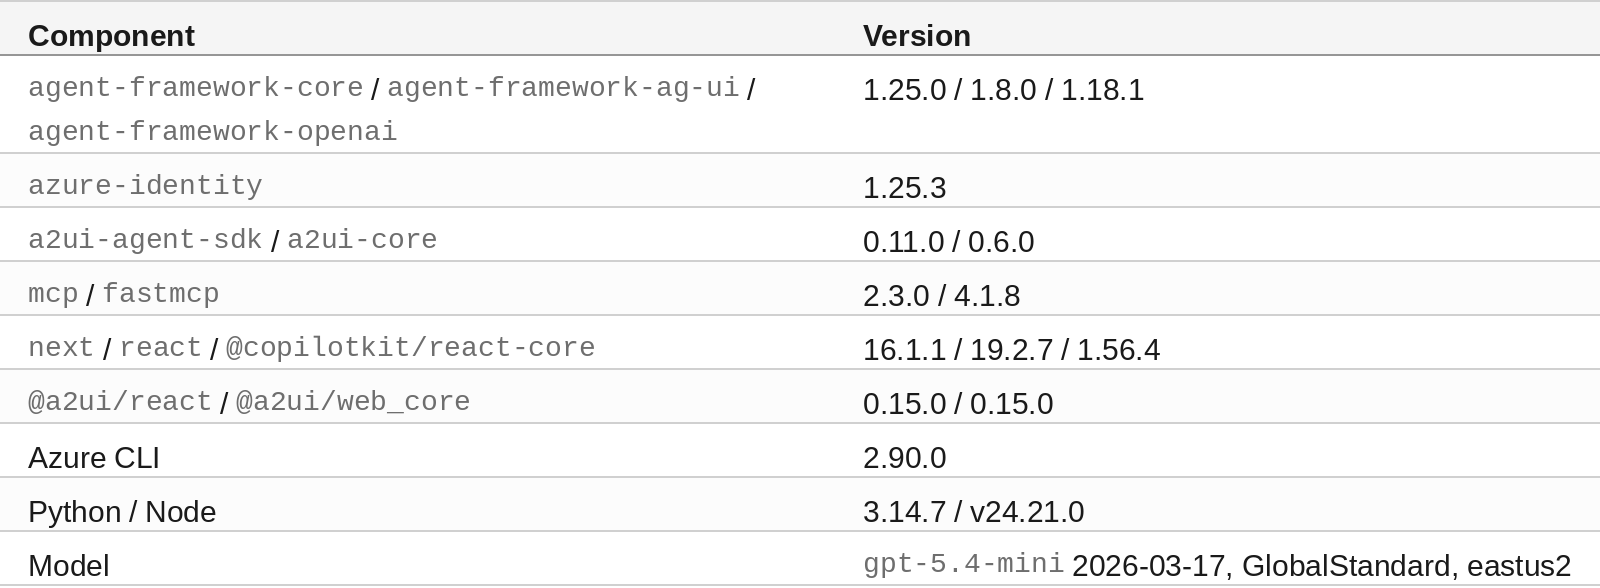 Component Version
agent-framework-core / agent-framework-ag-ui / 1.25.0 / 1.8.0 / 1.18.1
agent-framework-openai
azure-identity 1.25.3
a2ui-agent-sdk / a2ui-core 0.11.0 / 0.6.0
mcp / fastmcp 2.3.0 / 4.1.8
next / react / @copilotkit/react-core 16.1.1 / 19.2.7 / 1.56.4
@a2ui/react / @a2ui/web_core 0.15.0 / 0.15.0
Azure CLI 2.90.0
Python / Node 3.14.7 / v24.21.0
Model gpt-5.4-mini 2026-03-17, GlobalStandard, eastus2